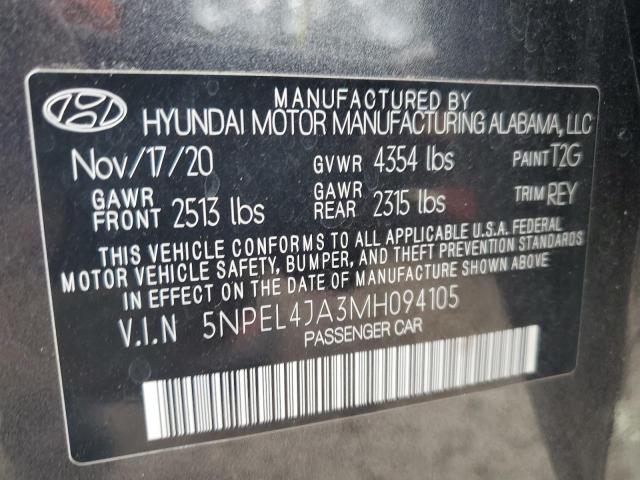 MANUFACTURED BY
HYUNDAI MOTOR MANUFACTURING ALABAMA, LLC
Nov/17/20 GVWR 4354 lbs PAINT T2G
GAWR FRONT 2513 lbs GAWR REAR 2315 lbs TRIM REY
THIS VEHICLE CONFORMS TO ALL APPLICABLE U.S.A. FEDERAL
MOTOR VEHICLE SAFETY, BUMPER, AND THEFT PREVENTION STANDARDS
IN EFFECT ON THE DATE OF MANUFACTURE SHOWN ABOVE.
V.I.N 5NPEL4JA3MH094105
PASSENGER CAR